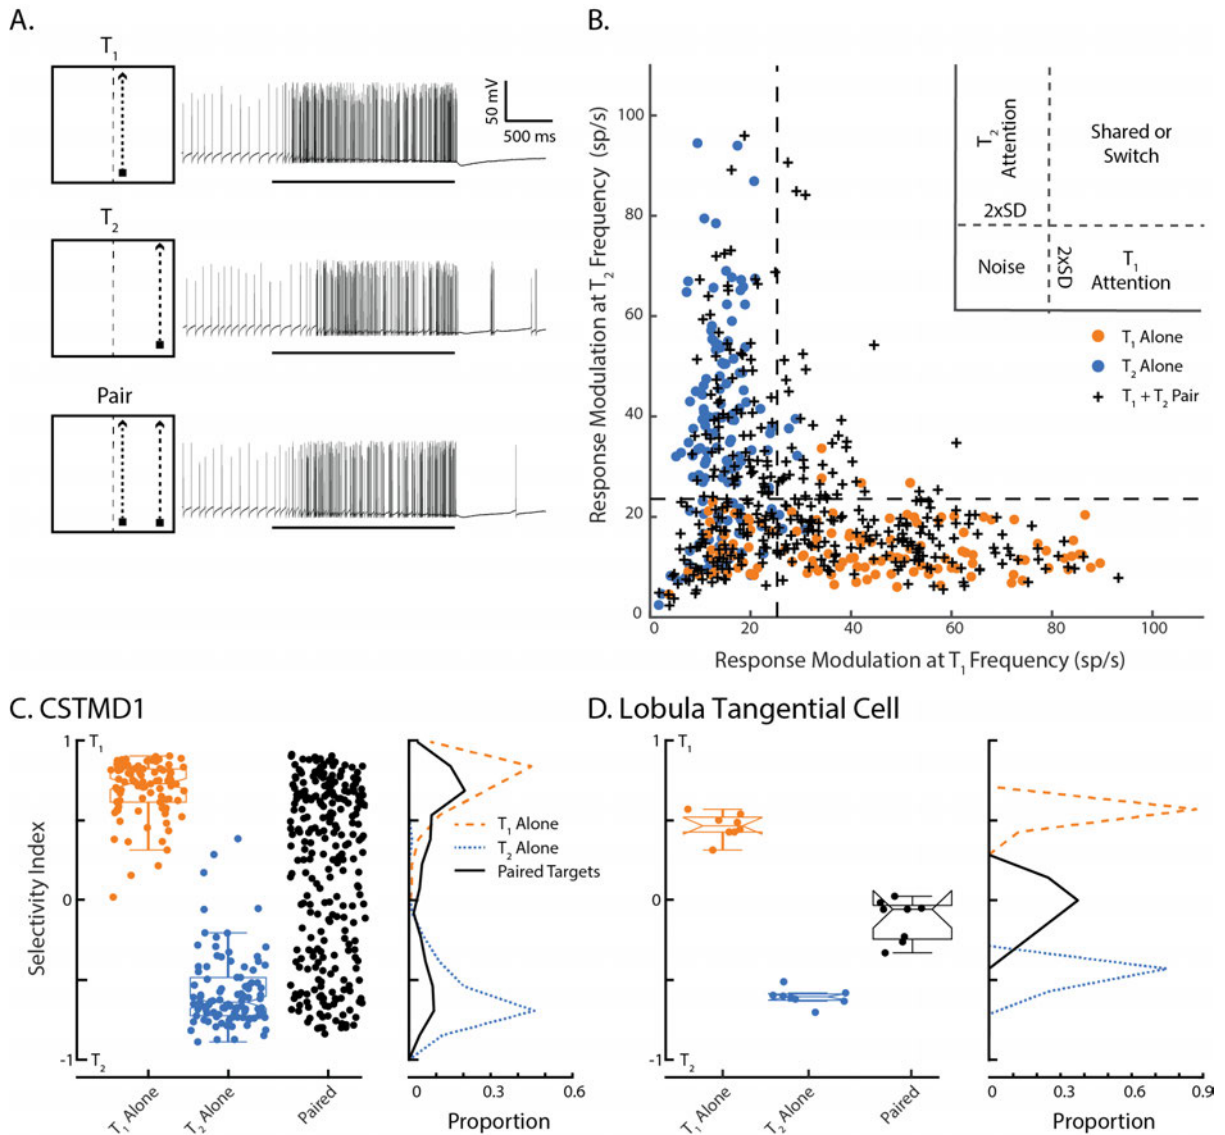 A.
T1
50 mV
500 ms
T2
Pair
B.
Response Modulation at T2 Frequency (sp/s)
100
80
60
40
20
0
0 20 40 60 80 100
Response Modulation at T1 Frequency (sp/s)
T2
Attention
Shared or
Switch
2xSD
Noise
2xSD
T1
Attention
T1 Alone
T2 Alone
T1 + T2 Pair
C. CSTMD1
Selectivity Index
1
T1
0
-1
T2
T1 Alone
T2 Alone
Paired
T1 Alone
T2 Alone
Paired Targets
0 0.3 0.6
Proportion
D. Lobula Tangential Cell
1
T1
0
-1
T2
T1 Alone
T2 Alone
Paired
0 0.3 0.6 0.9
Proportion